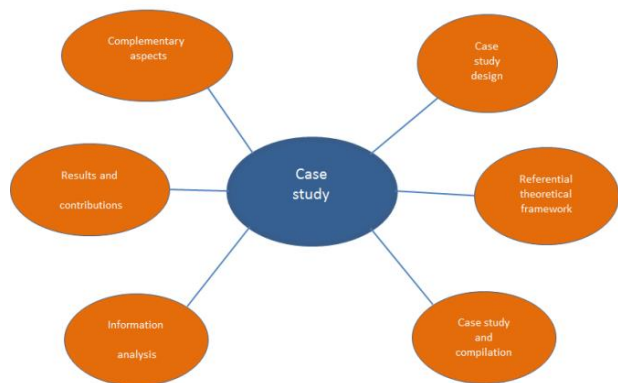 Complementary
aspects
Case
study
design
Case
study
Results and
contributions
Referential
theoretical
framework
Information
analysis
Case study
and
compilation